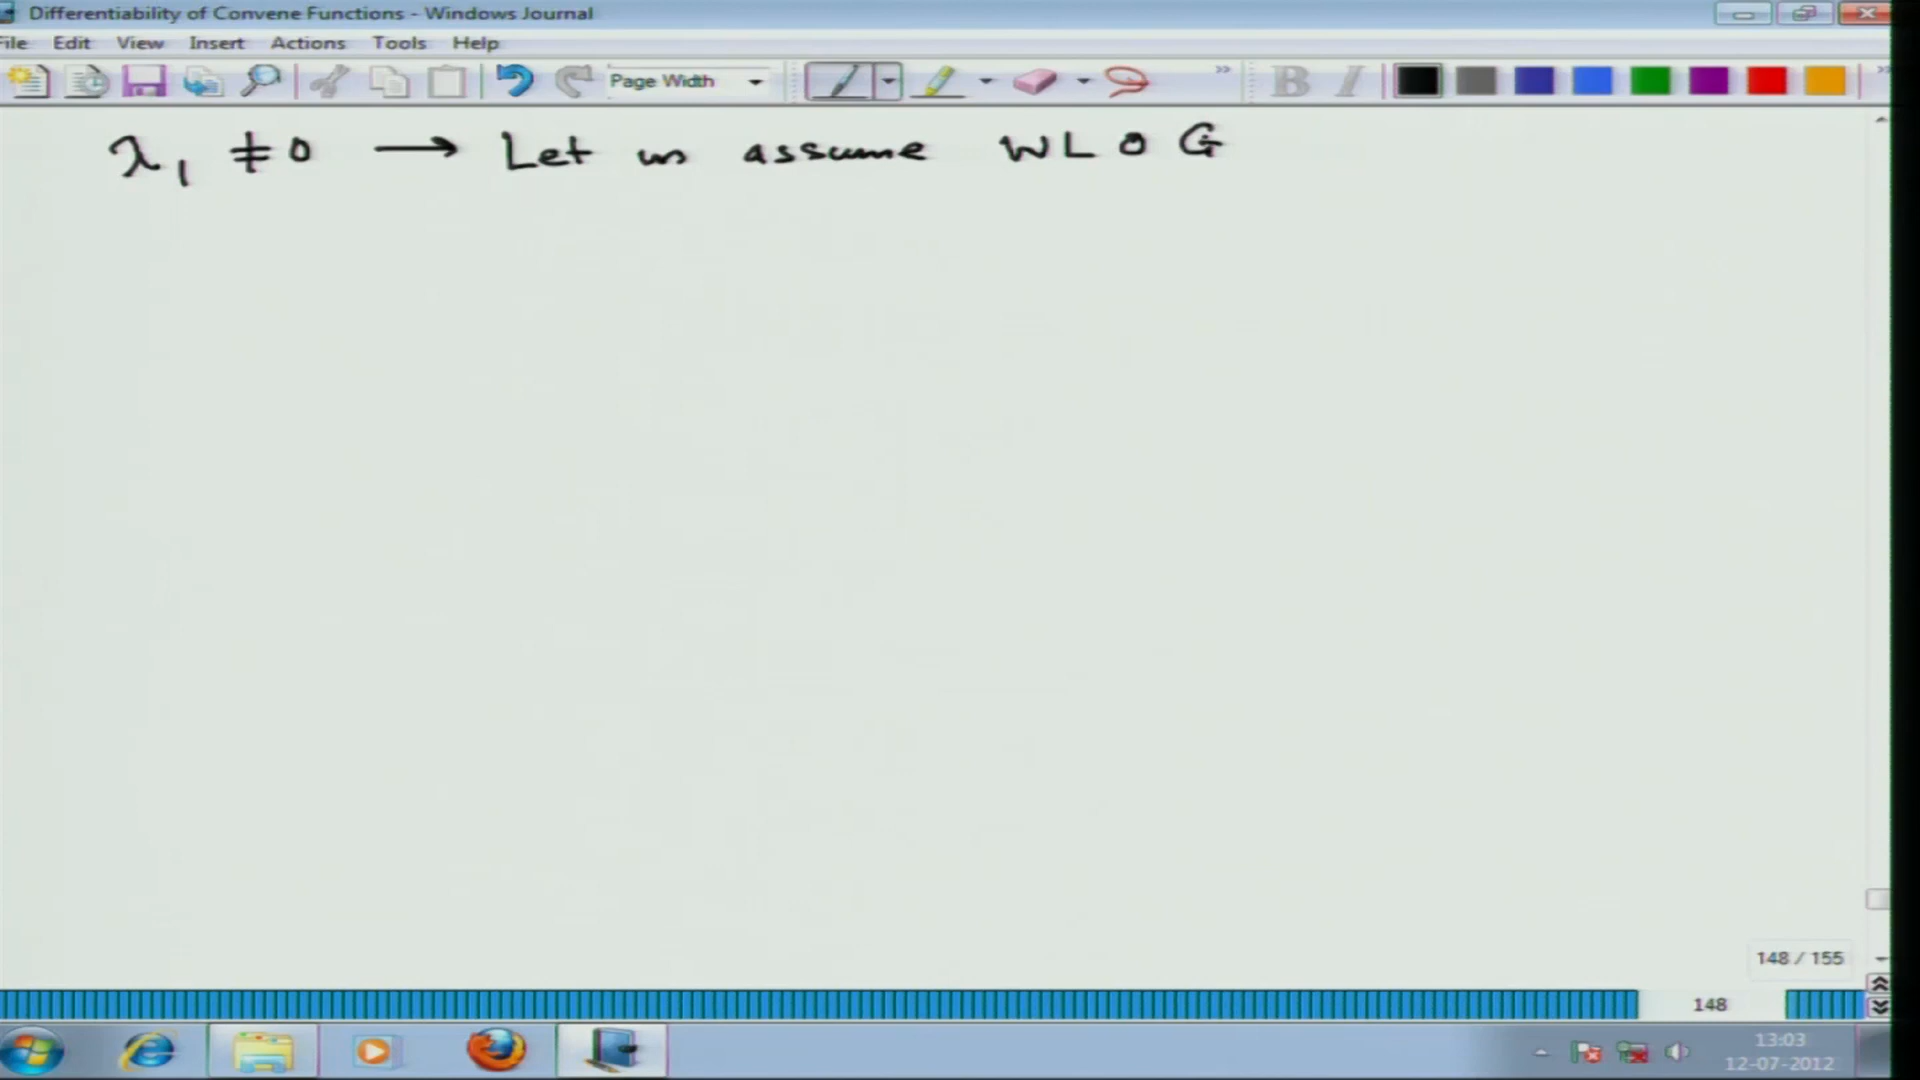 Differentiability of Convene Functions - Windows Journal
File Edit View Insert Actions Tools Help
Page Width
B I
λ₁ ≠ 0 → Let us assume WLOG
148 / 155
148
13:03
12-07-2012